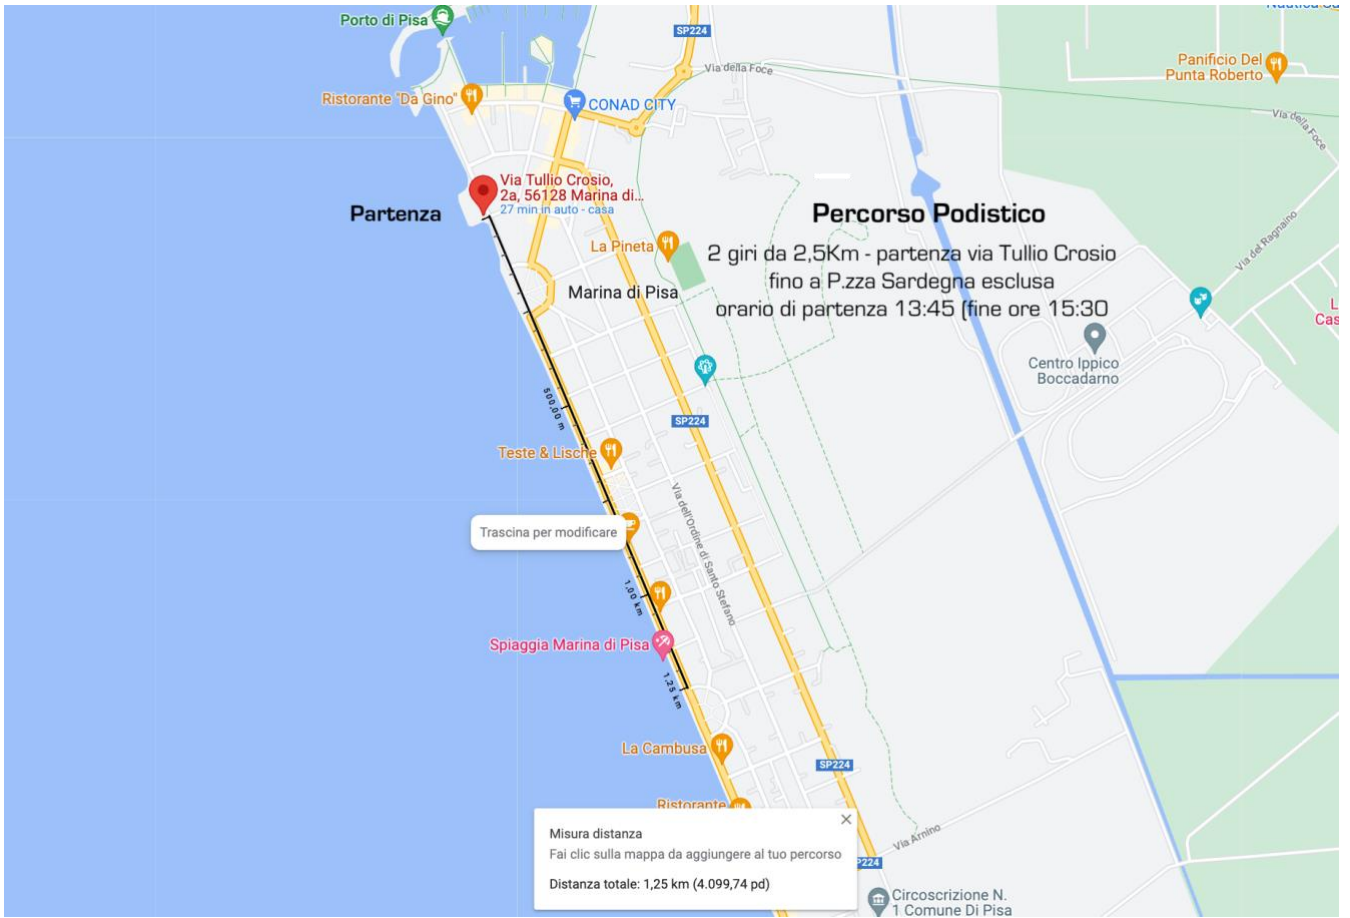 Nautica Sa
Porto di Pisa
SP224
Via della Foce
Panificio Del
Punta Roberto
Ristorante "Da Gino"
CONAD CITY
Via della Foce
Via Tullio Crosio,
2a, 56128 Marina di...
27 min in auto - casa
Partenza
Percorso Podistico
La Pineta
2 giri da 2,5Km - partenza via Tullio Crosio
fino a P.zza Sardegna esclusa
orario di partenza 13:45 (fine ore 15:30
Via del Ragnaino
Marina di Pisa
L
Cas
Centro Ippico
Boccadarno
500,00 m
SP224
Teste & Lische
Via dell'Ordine di Santo Stefano
Trascina per modificare
1,00 km
Spiaggia Marina di Pisa
1,25 km
La Cambusa
SP224
Ristorante
Misura distanza
Fai clic sulla mappa da aggiungere al tuo percorso
Distanza totale: 1,25 km (4.099,74 pd)
Via Arnino
P224
Circoscrizione N.
1 Comune Di Pisa